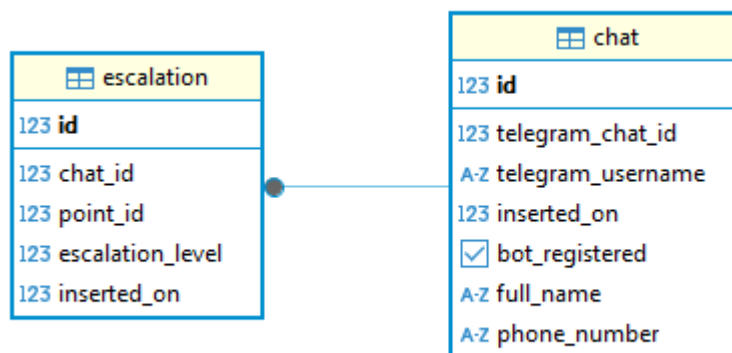 escalation
123 id
123 chat_id
123 point_id
123 escalation_level
123 inserted_on
chat
123 id
123 telegram_chat_id
A-Z telegram_username
123 inserted_on
bot_registered
A-Z full_name
A-Z phone_number